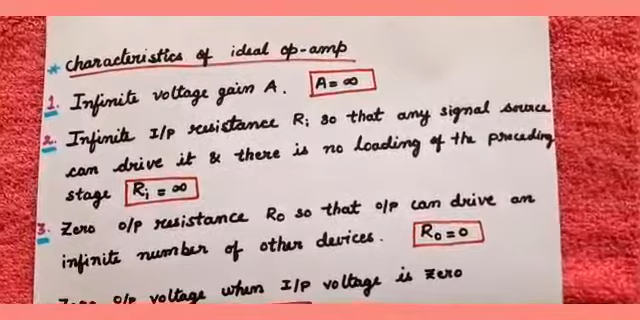 * characteristics of ideal op-amp
1. Infinite voltage gain A. A = ∞
2. Infinite I/P resistance Ri so that any signal source
can drive it & there is no loading of the preceding
stage Ri = ∞
3. Zero o/p resistance Ro so that o/p can drive an
infinite number of other devices. Ro = 0
Zero o/p voltage when I/P voltage is zero